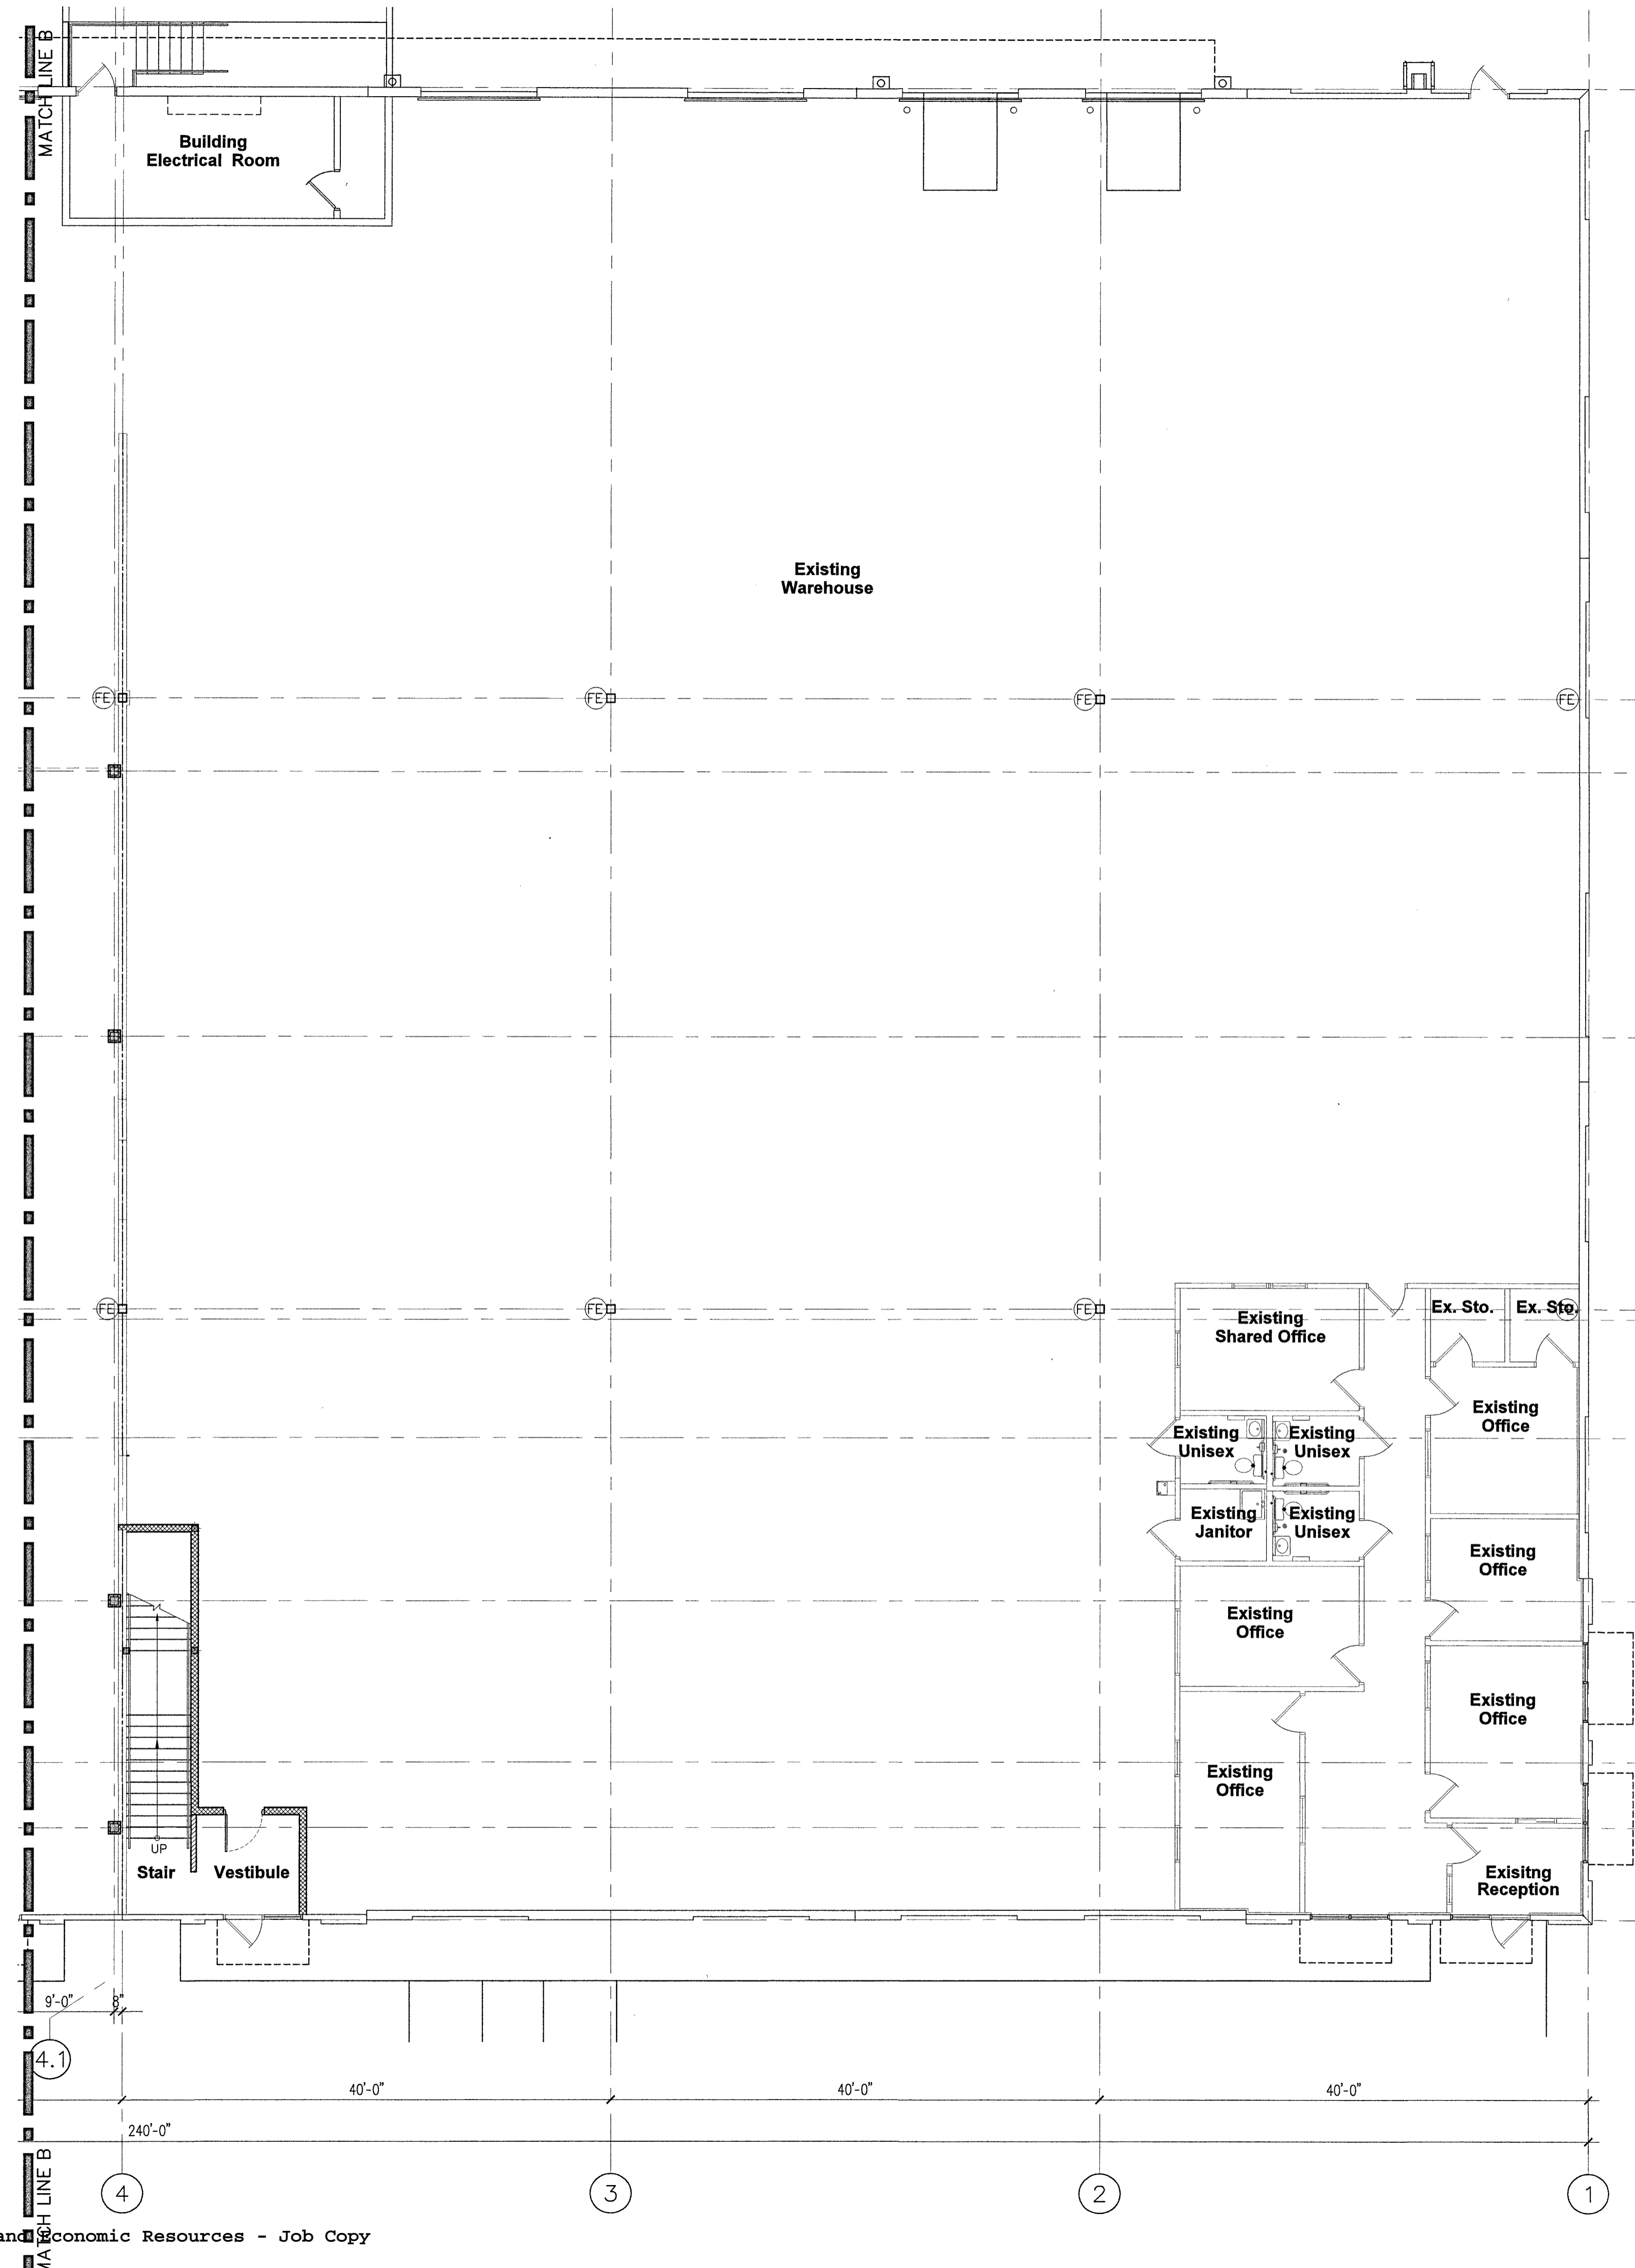 MATCH LINE B
Building
Electrical Room
Existing
Warehouse
FE
FE
FE
FE
FE
FE
FE
Ex. Sto.
Ex. Sto.
FE
Existing
Shared Office
Existing
Office
Existing
Unisex
Existing
Unisex
Existing
Janitor
Existing
Unisex
Existing
Office
Existing
Office
Existing
Office
Existing
Office
UP
Stair
Vestibule
Exisitng
Reception
9'-0"
8"
4.1
40'-0"
40'-0"
40'-0"
240'-0"
MATCH LINE B
4
3
2
1
and Economic Resources - Job Copy